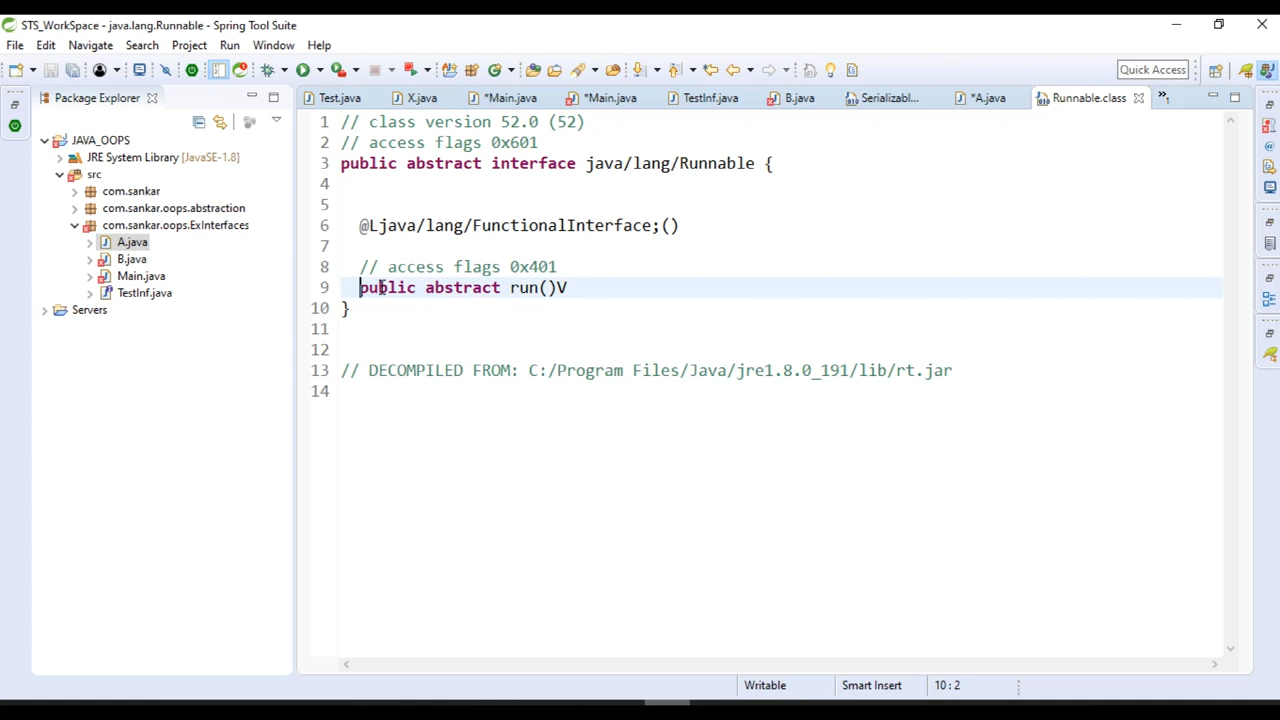 STS_WorkSpace - java.lang.Runnable - Spring Tool Suite
File Edit Navigate Search Project Run Window Help
Quick Access
Package Explorer
Test.java X.java *Main.java *Main.java TestInf.java B.java Serializabl... *A.java Runnable.class
JAVA_OOPS
JRE System Library [JavaSE-1.8]
src
com.sankar
com.sankar.oops.abstraction
com.sankar.oops.ExInterfaces
A.java
B.java
Main.java
TestInf.java
Servers
1 // class version 52.0 (52)
2 // access flags 0x601
3 public abstract interface java/lang/Runnable {
4
5
6 @Ljava/lang/FunctionalInterface;()
7
8 // access flags 0x401
9 public abstract run()V
10 }
11
12
13 // DECOMPILED FROM: C:/Program Files/Java/jre1.8.0_191/lib/rt.jar
14
Writable Smart Insert 10 : 2